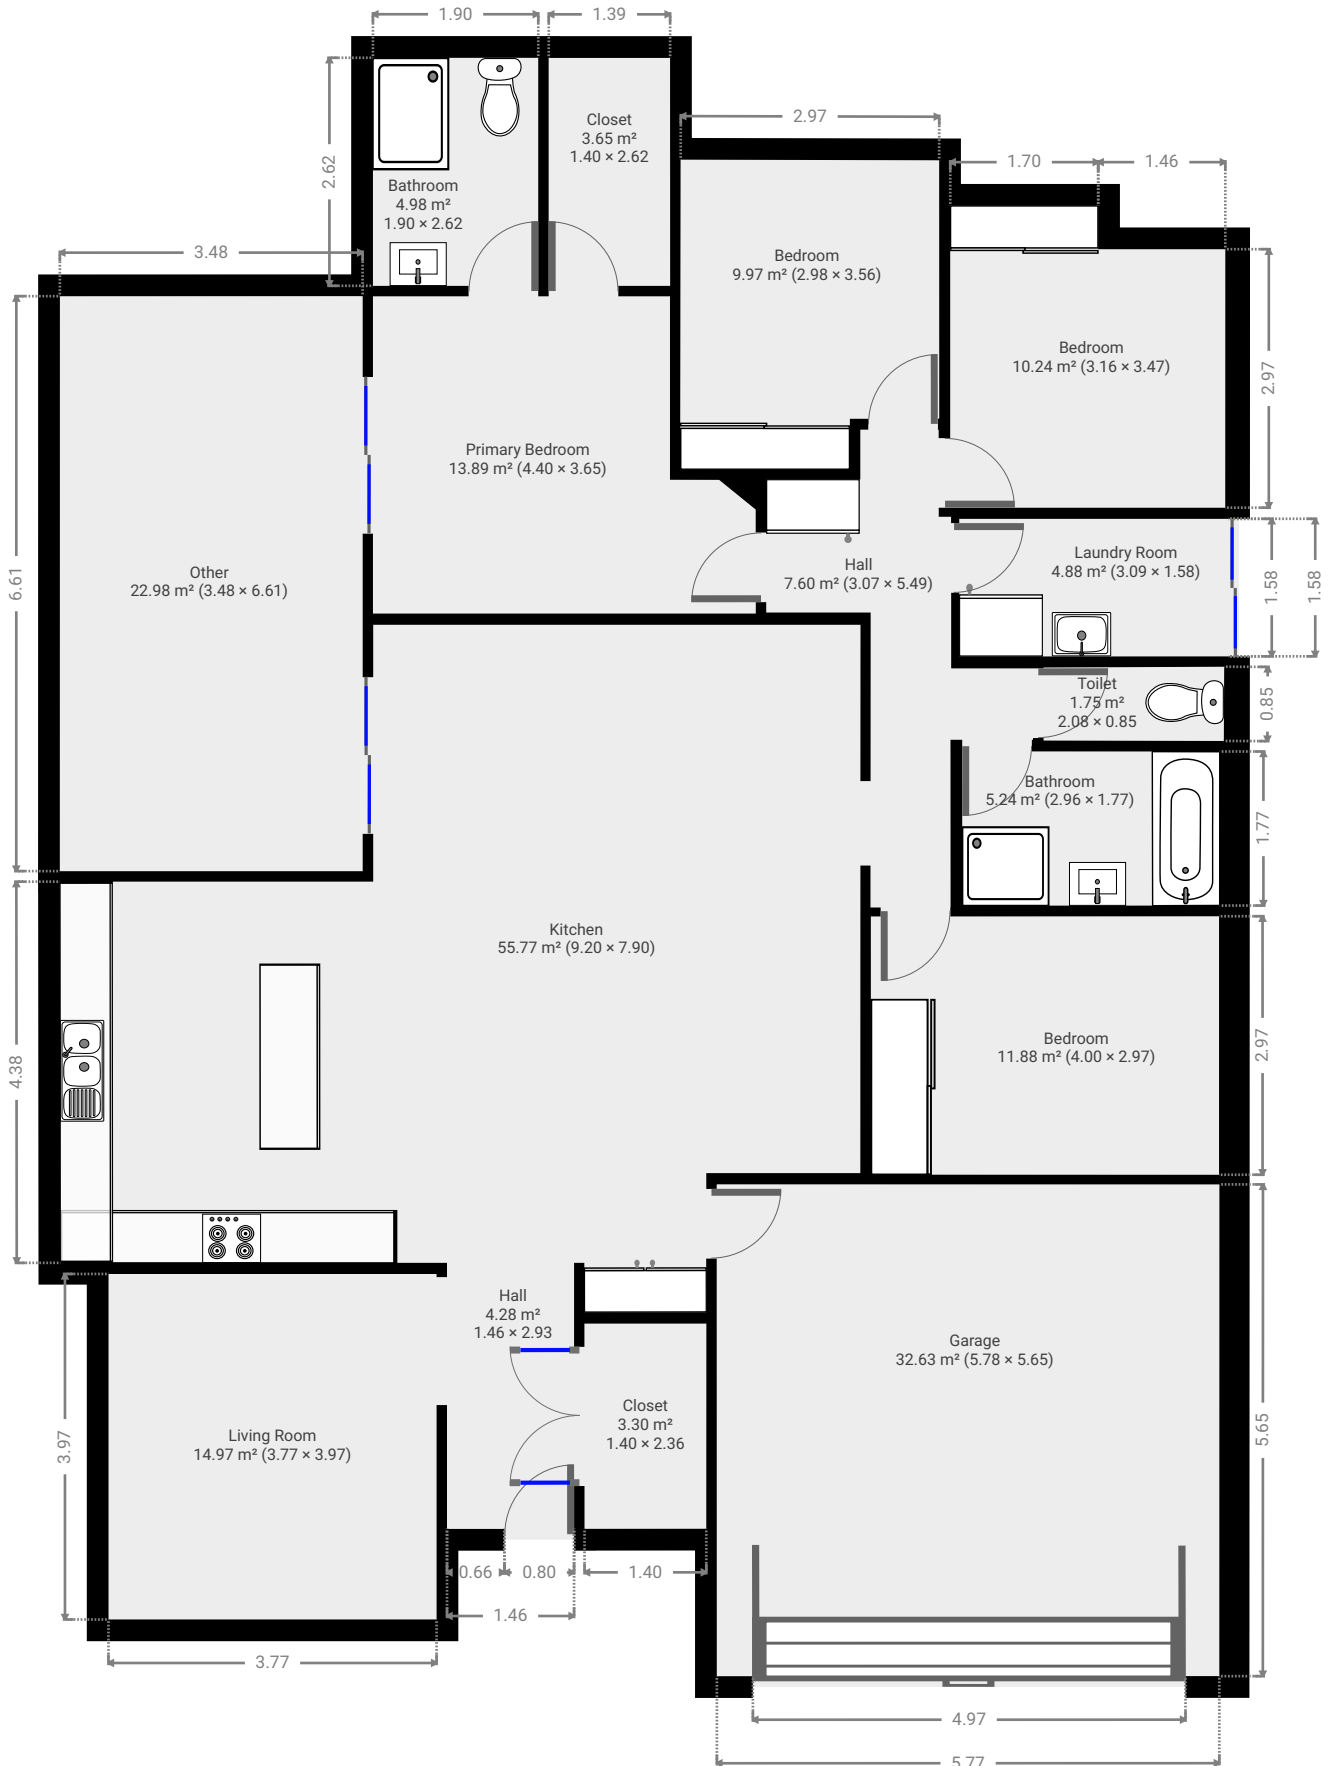 1.90
1.39
2.62
Closet
3.65 m²
1.40 × 2.62
2.97
1.70
1.46
Bathroom
4.98 m²
1.90 × 2.62
3.48
Bedroom
9.97 m² (2.98 × 3.56)
Bedroom
10.24 m² (3.16 × 3.47)
2.97
Primary Bedroom
13.89 m² (4.40 × 3.65)
Other
22.98 m² (3.48 × 6.61)
6.61
Hall
7.60 m² (3.07 × 5.49)
Laundry Room
4.88 m² (3.09 × 1.58)
1.58
1.58
Toilet
1.75 m²
2.08 × 0.85
0.85
Bathroom
5.24 m² (2.96 × 1.77)
1.77
Kitchen
55.77 m² (9.20 × 7.90)
4.38
Bedroom
11.88 m² (4.00 × 2.97)
2.97
Hall
4.28 m²
1.46 × 2.93
Garage
32.63 m² (5.78 × 5.65)
5.65
Closet
3.30 m²
1.40 × 2.36
Living Room
14.97 m² (3.77 × 3.97)
3.97
0.66
0.80
1.40
1.46
3.77
4.97
5.77